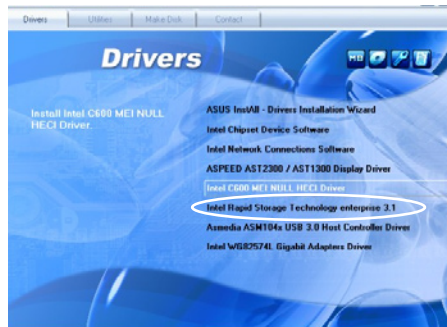 Drivers
Utilities
Make Disk
Contact
Drivers
Install Intel C600 MEI NULL
HECI Driver.
ASUS InstAll - Drivers Installation Wizard
Intel Chipset Device Software
Intel Network Connections Software
ASPEED AST2300 / AST1300 Display Driver
Intel C600 MEI NULL HECI Driver
Intel Rapid Storage Technology enterprise 3.1
Asmedia ASM104x USB 3.0 Host Controller Driver
Intel WG82574L Gigabit Adapters Driver